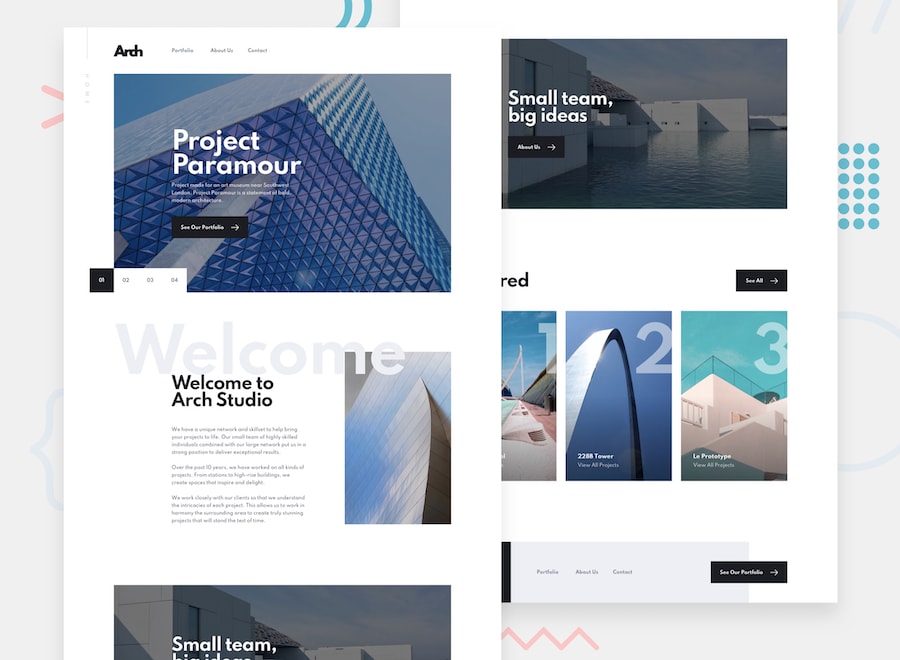 Arch
Portfolio
About Us
Contact
HOME
Project
Paramour
Project made for an art museum near Southwest
London. Project Paramour is a statement of bold,
modern architecture.
See Our Portfolio
01
02
03
04
Welcome
Welcome to
Arch Studio
We have a unique network and skillset to help bring
your projects to life. Our small team of highly skilled
individuals combined with our large network put us in a
strong position to deliver exceptional results.
Over the past 10 years, we have worked on all kinds of
projects. From stations to high-rise buildings, we
create spaces that inspire and delight.
We work closely with our clients so that we understand
the intricacies of each project. This allows us to work in
harmony the surrounding area to create truly stunning
projects that will stand the test of time.
Small team,
big ideas
Small team,
big ideas
About Us
red
See All
1
2
3
228B Tower
View All Projects
Le Prototype
View All Projects
Portfolio
About Us
Contact
See Our Portfolio